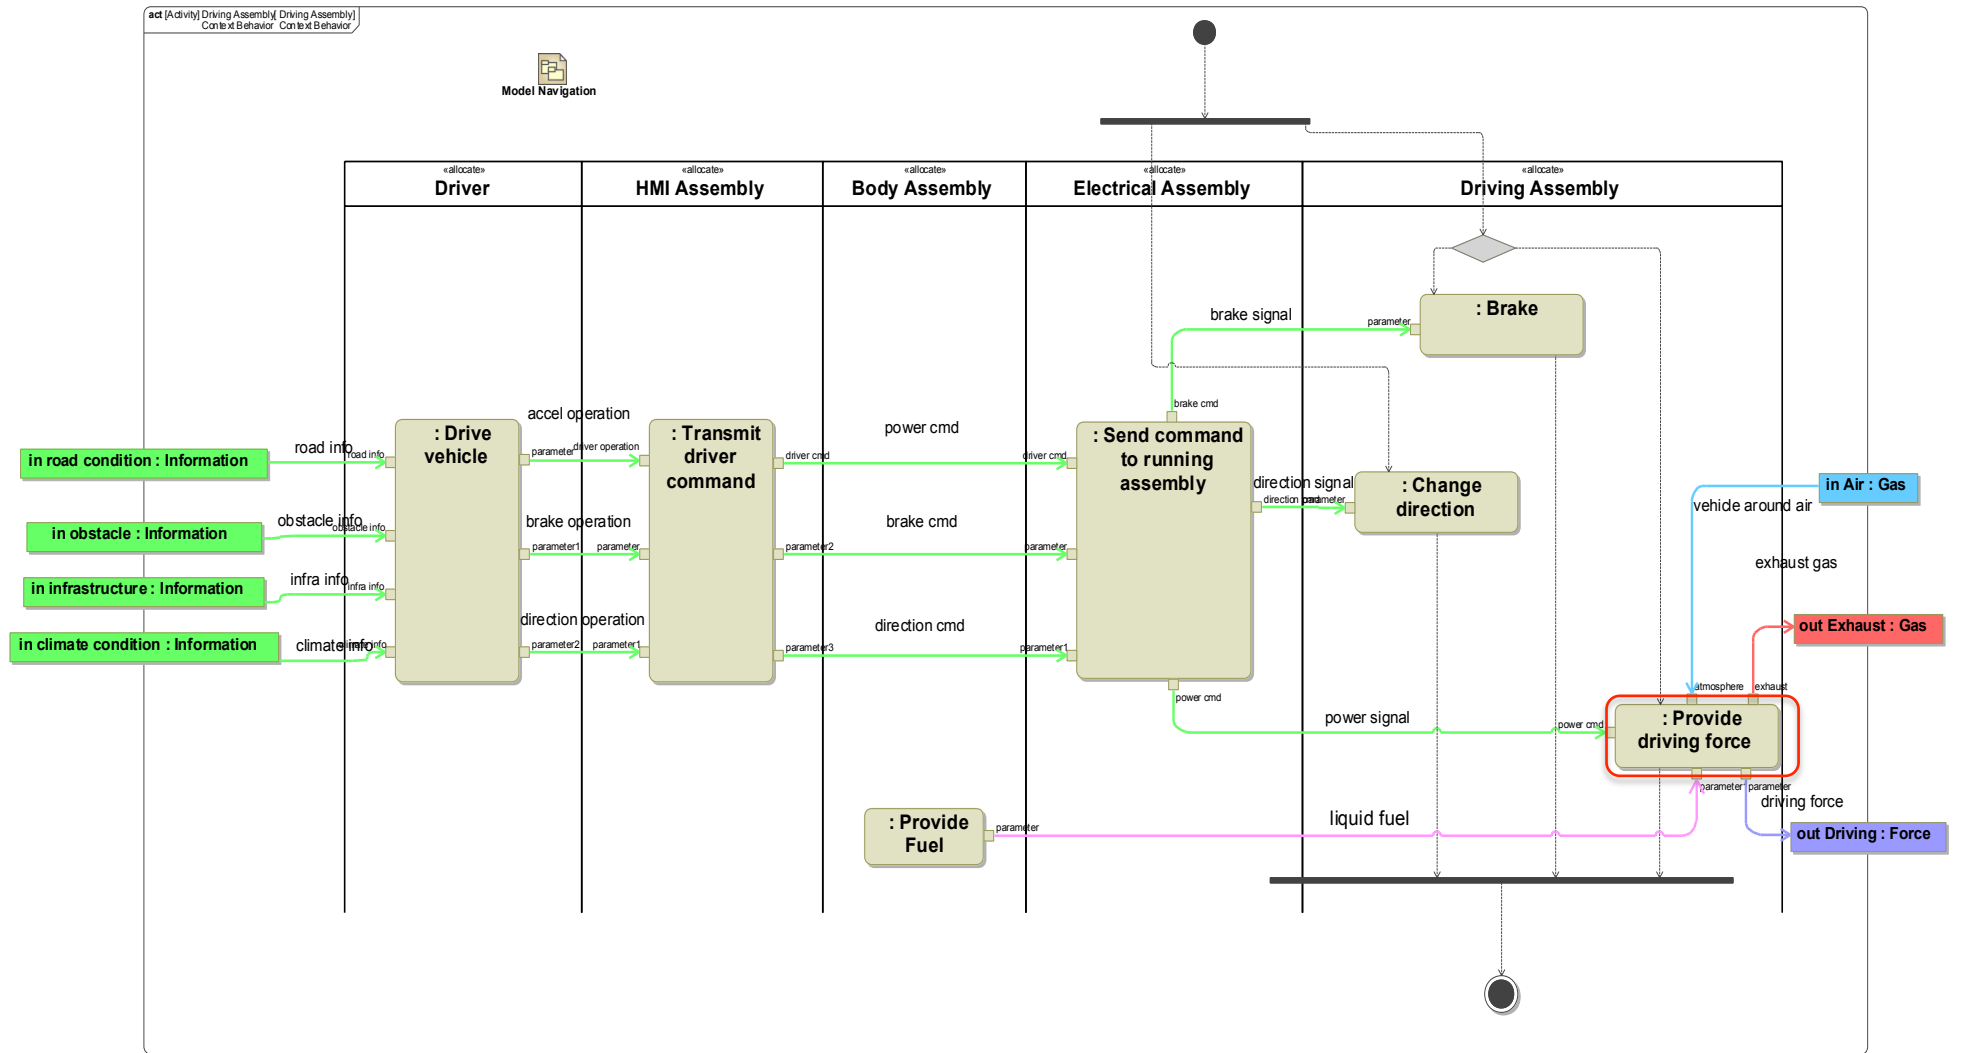 act [Activity] Driving Assembly[ Driving Assembly]
Context Behavior Context Behavior
Model Navigation
«allocate»
Driver
«allocate»
HMI Assembly
«allocate»
Body Assembly
«allocate»
Electrical Assembly
«allocate»
Driving Assembly
: Brake
brake signal
parameter
brake cmd
accel operation
power cmd
: Drive
vehicle
: Transmit
driver
command
: Send command
to running
assembly
road info
road info
in road condition : Information
parameter
driver operation
driver cmd
driver cmd
direction signal
direction cmd
parameter
: Change
direction
in Air : Gas
vehicle around air
obstacle info
obstacle info
in obstacle : Information
brake operation
brake cmd
parameter1
parameter
parameter2
parameter
exhaust gas
infra info
infra info
in infrastructure : Information
direction operation
direction cmd
out Exhaust : Gas
climate info
climate info
in climate condition : Information
parameter2
parameter1
parameter3
parameter1
atmosphere
exhaust
power cmd
power signal
power cmd
: Provide
driving force
parameter
parameter
driving force
: Provide
Fuel
parameter
liquid fuel
out Driving : Force